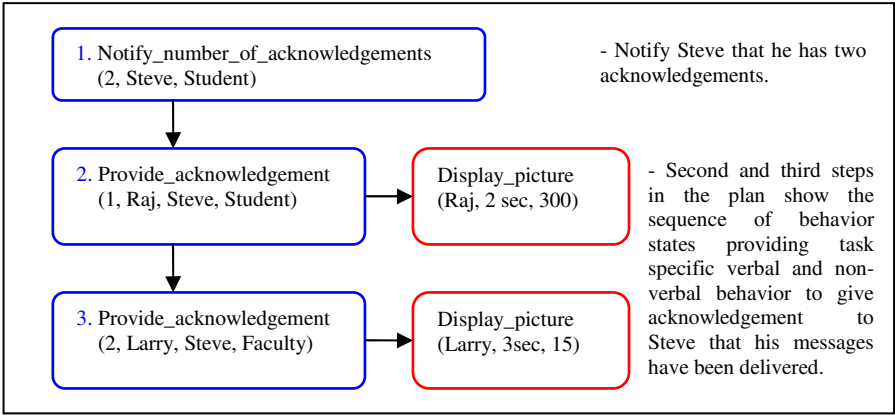 1. Notify_number_of_acknowledgements
(2, Steve, Student)
- Notify Steve that he has two
acknowledgements.
2. Provide_acknowledgement
(1, Raj, Steve, Student)
Display_picture
(Raj, 2 sec, 300)
- Second and third steps
in the plan show the
sequence of behavior
states providing task
specific verbal and non-
verbal behavior to give
acknowledgement to
Steve that his messages
have been delivered.
3. Provide_acknowledgement
(2, Larry, Steve, Faculty)
Display_picture
(Larry, 3sec, 15)